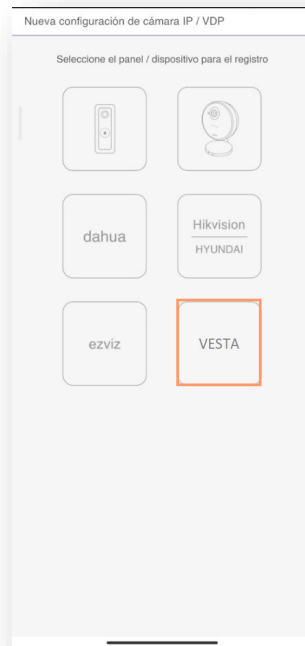 Nueva configuración de cámara IP / VDP
Seleccione el panel / dispositivo para el registro
dahua
Hikvision
HYUNDAI
ezviz
VESTA